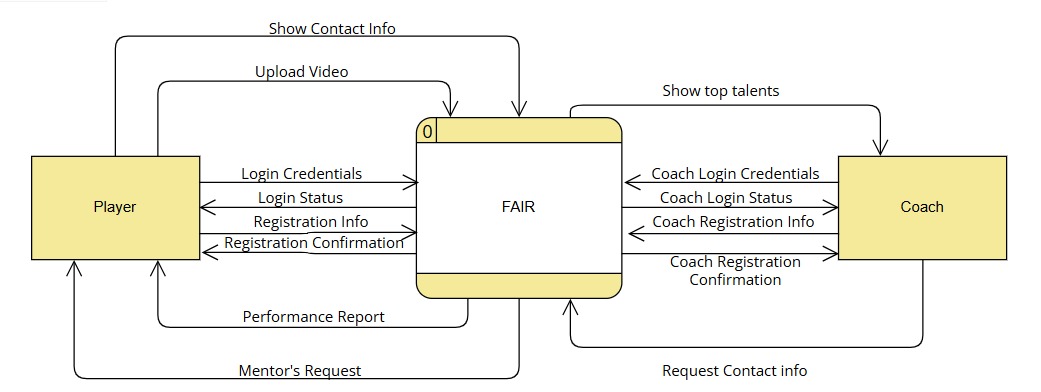 Show Contact Info
Upload Video
Show top talents
0
Login Credentials
Coach Login Credentials
Login Status
Coach Login Status
Player
FAIR
Coach
Registration Info
Coach Registration Info
Registration Confirmation
Coach Registration
Confirmation
Performance Report
Mentor's Request
Request Contact info